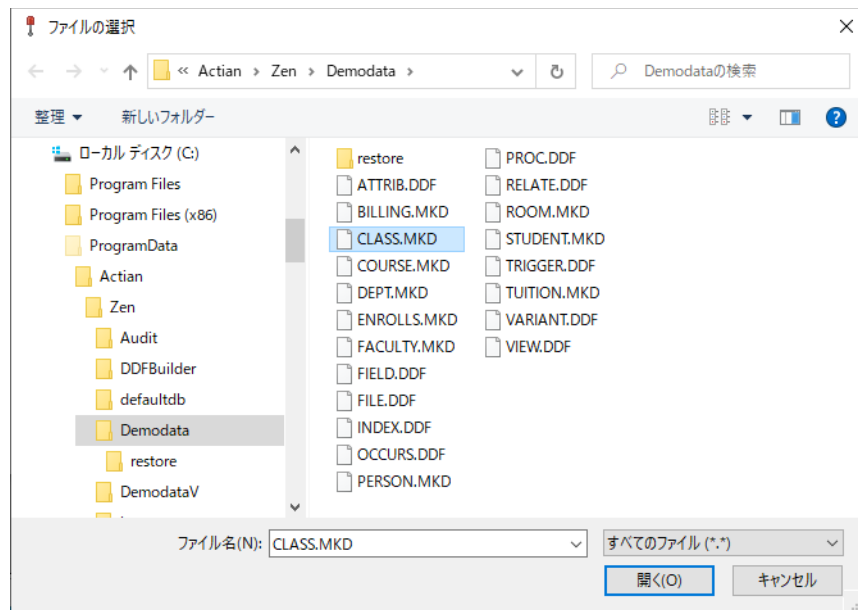 ファイルの選択
« Actian > Zen > Demodata >
Demodataの検索
整理
新しいフォルダー
ローカル ディスク (C:)
Program Files
Program Files (x86)
ProgramData
Actian
Zen
Audit
DDFBuilder
defaultdb
Demodata
restore
DemodataV
restore
ATTRIB.DDF
BILLING.MKD
CLASS.MKD
COURSE.MKD
DEPT.MKD
ENROLLS.MKD
FACULTY.MKD
FIELD.DDF
FILE.DDF
INDEX.DDF
OCCURS.DDF
PERSON.MKD
PROC.DDF
RELATE.DDF
ROOM.MKD
STUDENT.MKD
TRIGGER.DDF
TUITION.MKD
VARIANT.DDF
VIEW.DDF
ファイル名(N): CLASS.MKD
すべてのファイル (*.*)
開く(O)
キャンセル